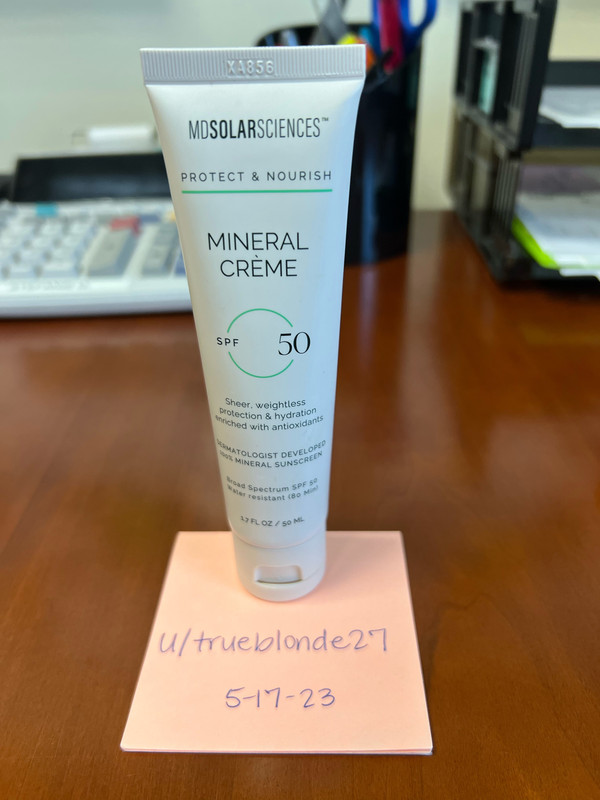 XA856
MDSOLARSCIENCES™
PROTECT & NOURISH
MINERAL
CRÈME
SPF 50
Sheer, weightless
protection & hydration
enriched with antioxidants
DERMATOLOGIST DEVELOPED
100% MINERAL SUNSCREEN
Broad Spectrum SPF 50
Water resistant (80 Min)
1.7 FL OZ / 50 ML
u/trueblonde27
5-17-23